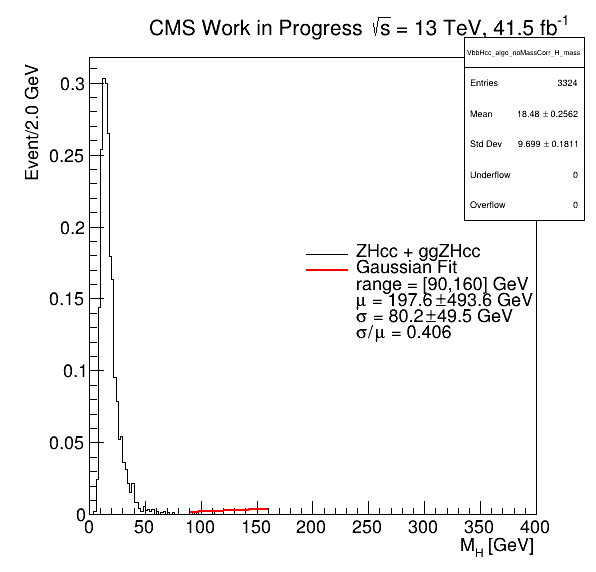 CMS Work in Progress √s = 13 TeV, 41.5 fb⁻¹
VbbHcc_algo_noMassCorr_H_mass
Entries 3324
Mean 18.48 ± 0.2562
Std Dev 9.699 ± 0.1811
Underflow 0
Overflow 0
Event/2.0 GeV
0.3
0.25
0.2
0.15
0.1
0.05
0
ZHcc + ggZHcc
Gaussian Fit
range = [90,160] GeV
μ = 197.6±493.6 GeV
σ = 80.2±49.5 GeV
σ/μ = 0.406
0 50 100 150 200 250 300 350 400
M_H [GeV]